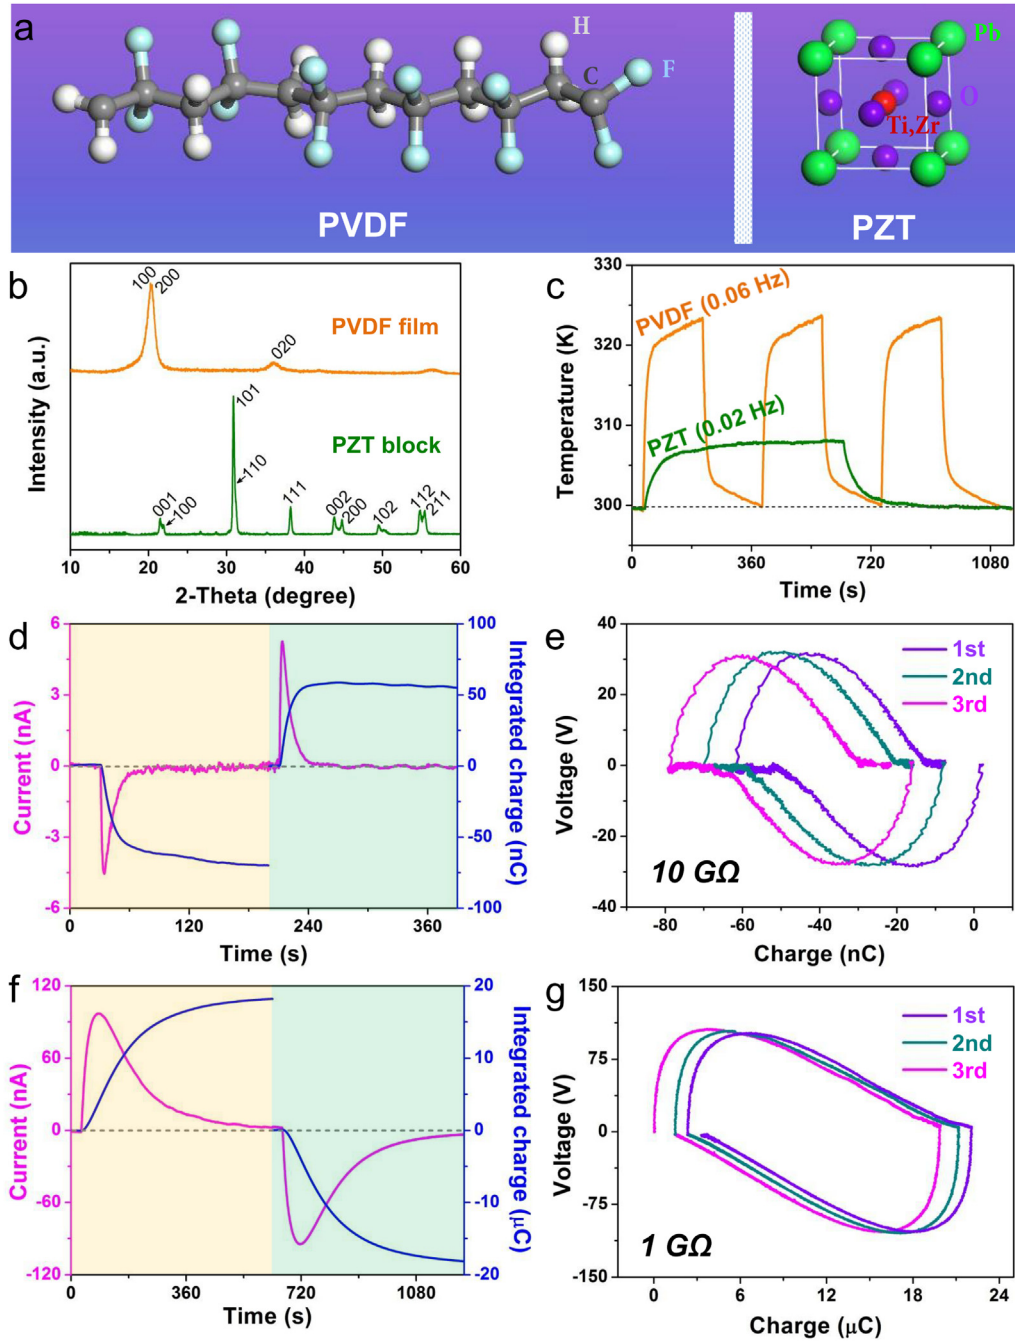 a
H
C
F
PVDF
Pb
O
Ti,Zr
PZT
b
100
200
PVDF film
020
101
110
PZT block
001
100
111
002
200
102
112
211
Intensity (a.u.)
10 20 30 40 50 60
2-Theta (degree)
c
330
320
310
300
Temperature (K)
PVDF (0.06 Hz)
PZT (0.02 Hz)
0 360 720 1080
Time (s)
d
6
3
0
-3
-6
Current (nA)
100
50
0
-50
-100
Integrated charge (nC)
0 120 240 360
Time (s)
e
40
20
0
-20
-40
Voltage (V)
1st
2nd
3rd
10 GΩ
-80 -60 -40 -20 0
Charge (nC)
f
120
60
0
-60
-120
Current (nA)
20
10
0
-10
-20
Integrated charge (μC)
0 360 720 1080
Time (s)
g
150
75
0
-75
-150
Voltage (V)
1st
2nd
3rd
1 GΩ
0 6 12 18 24
Charge (μC)